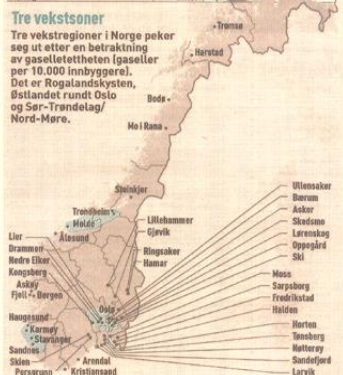 Tre vekstsoner
Tre vekstregioner i Norge peker
seg ut etter en betraktning
av gaselletettheten (gaseller
per 10.000 innbyggere).
Det er Rogalandskysten,
Østlandet rundt Oslo
og Sør-Trøndelag/
Nord-Møre.
Tromsø
Harstad
Bodø
Mo i Rana
Steinkjer
Trondheim
Molde
Ålesund
Lillehammer
Gjøvik
Ringsaker
Hamar
Lier
Drammen
Nedre Eiker
Kongsberg
Askøy
Fjell
Bergen
Oslo
Haugesund
Karmøy
Stavanger
Sandnes
Skien
Porsgrunn
Arendal
Kristiansand
Ullensaker
Bærum
Asker
Skedsmo
Lørenskog
Oppegård
Ski
Moss
Sarpsborg
Fredrikstad
Halden
Horten
Tønsberg
Nøtterøy
Sandefjord
Larvik